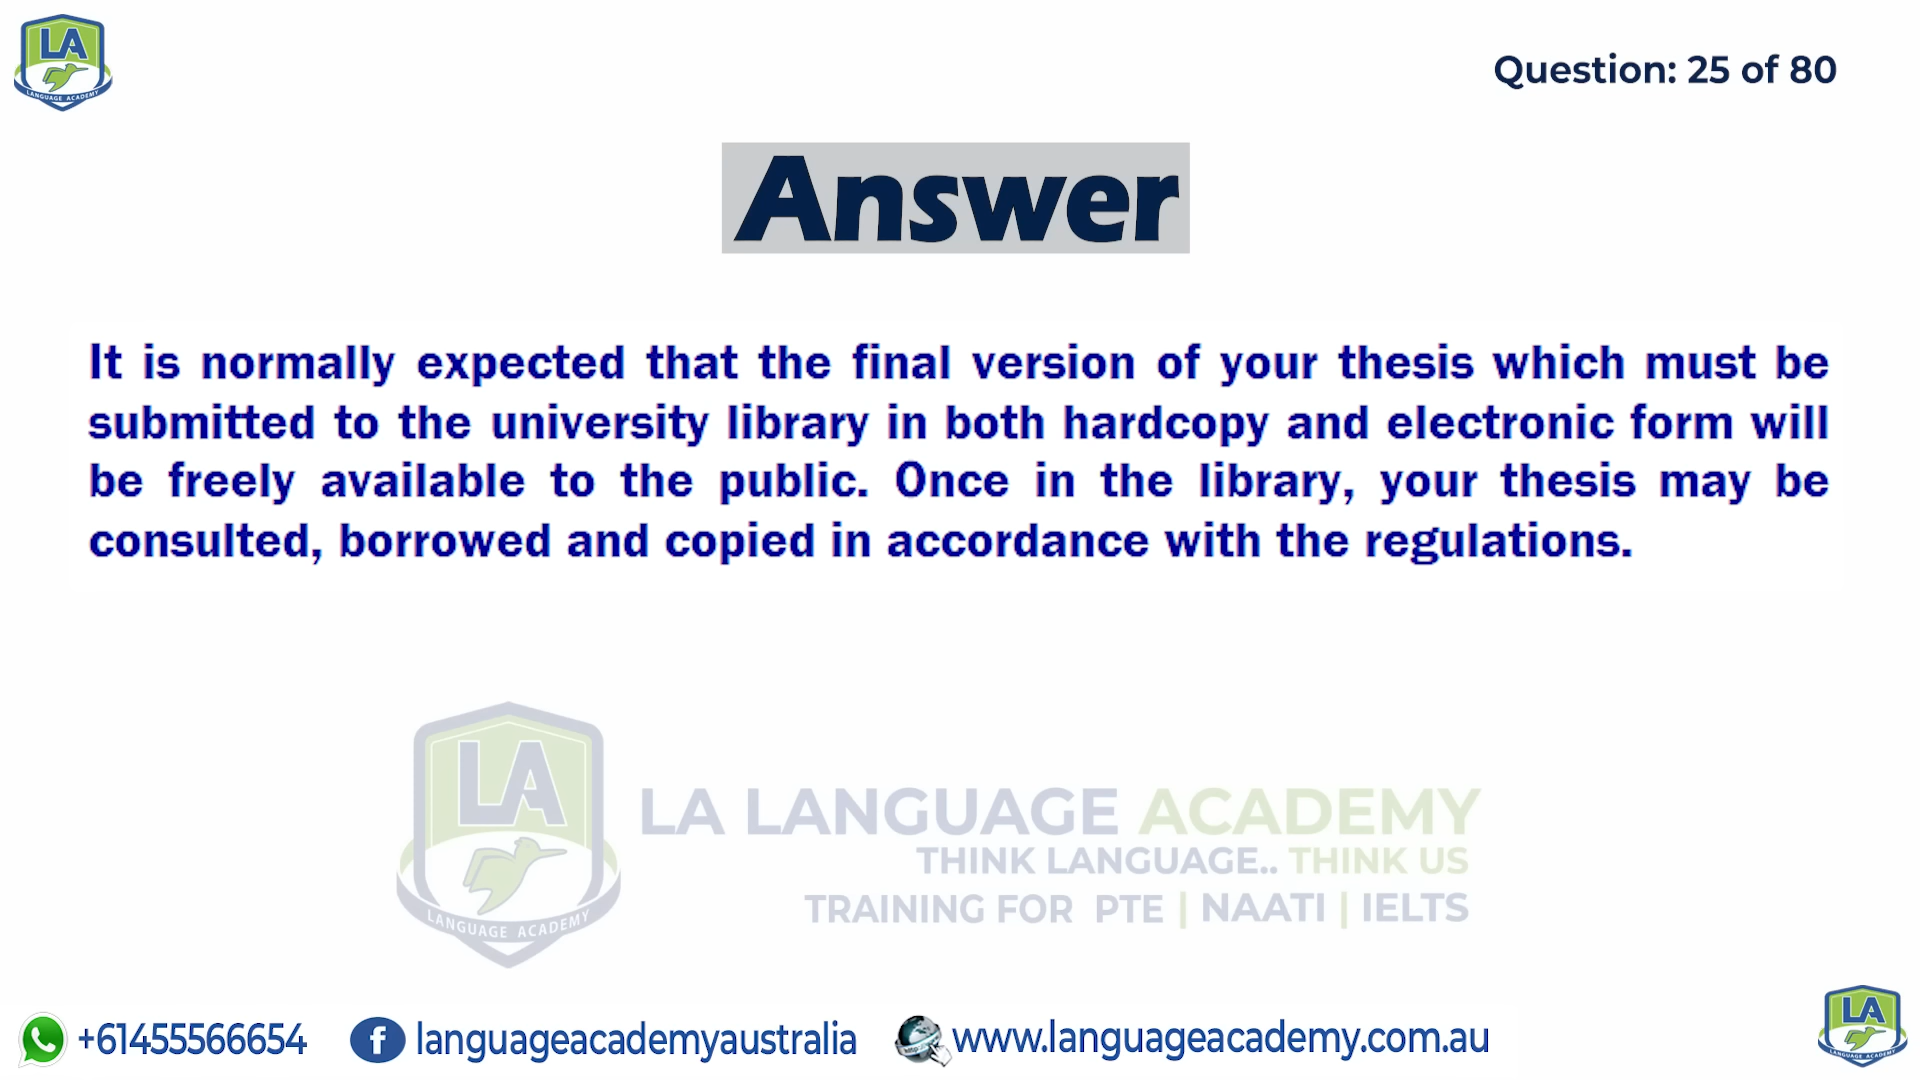 LA
LANGUAGE ACADEMY
Question: 25 of 80
Answer
It is normally expected that the final version of your thesis which must be
submitted to the university library in both hardcopy and electronic form will
be freely available to the public. Once in the library, your thesis may be
consulted, borrowed and copied in accordance with the regulations.
LA
LANGUAGE ACADEMY
LA LANGUAGE ACADEMY
THINK LANGUAGE.. THINK US
TRAINING FOR PTE | NAATI | IELTS
+61455566654 languageacademyaustralia http:// www.languageacademy.com.au
LA
LANGUAGE ACADEMY